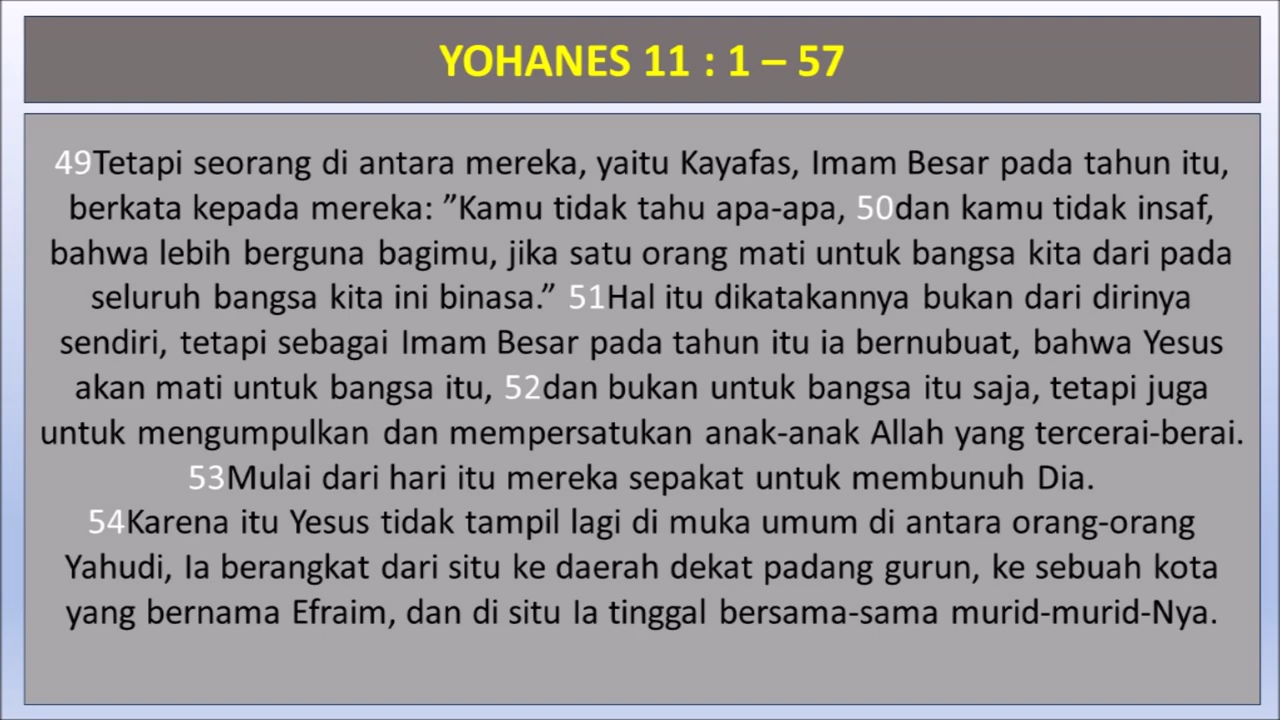 YOHANES 11 : 1 – 57
49Tetapi seorang di antara mereka, yaitu Kayafas, Imam Besar pada tahun itu,
berkata kepada mereka: ”Kamu tidak tahu apa-apa, 50dan kamu tidak insaf,
bahwa lebih berguna bagimu, jika satu orang mati untuk bangsa kita dari pada
seluruh bangsa kita ini binasa.” 51Hal itu dikatakannya bukan dari dirinya
sendiri, tetapi sebagai Imam Besar pada tahun itu ia bernubuat, bahwa Yesus
akan mati untuk bangsa itu, 52dan bukan untuk bangsa itu saja, tetapi juga
untuk mengumpulkan dan mempersatukan anak-anak Allah yang tercerai-berai.
53Mulai dari hari itu mereka sepakat untuk membunuh Dia.
54Karena itu Yesus tidak tampil lagi di muka umum di antara orang-orang
Yahudi, Ia berangkat dari situ ke daerah dekat padang gurun, ke sebuah kota
yang bernama Efraim, dan di situ Ia tinggal bersama-sama murid-murid-Nya.